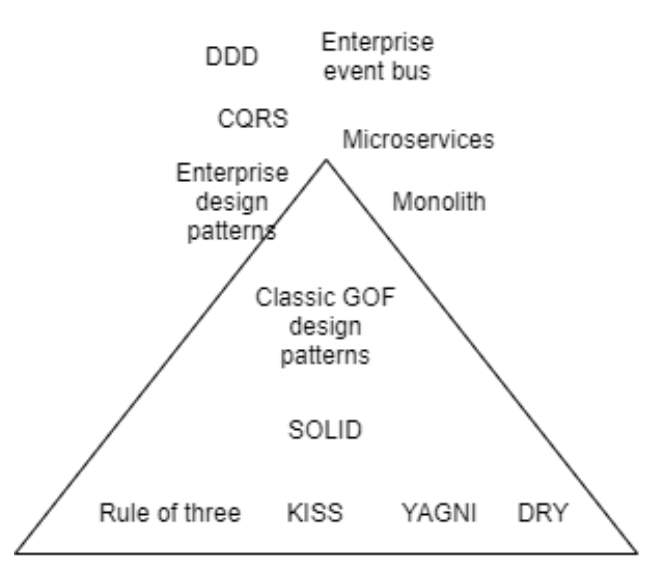 DDD
Enterprise
event bus
CQRS
Microservices
Enterprise
design
patterns
Monolith
Classic GOF
design
patterns
SOLID
Rule of three KISS YAGNI DRY